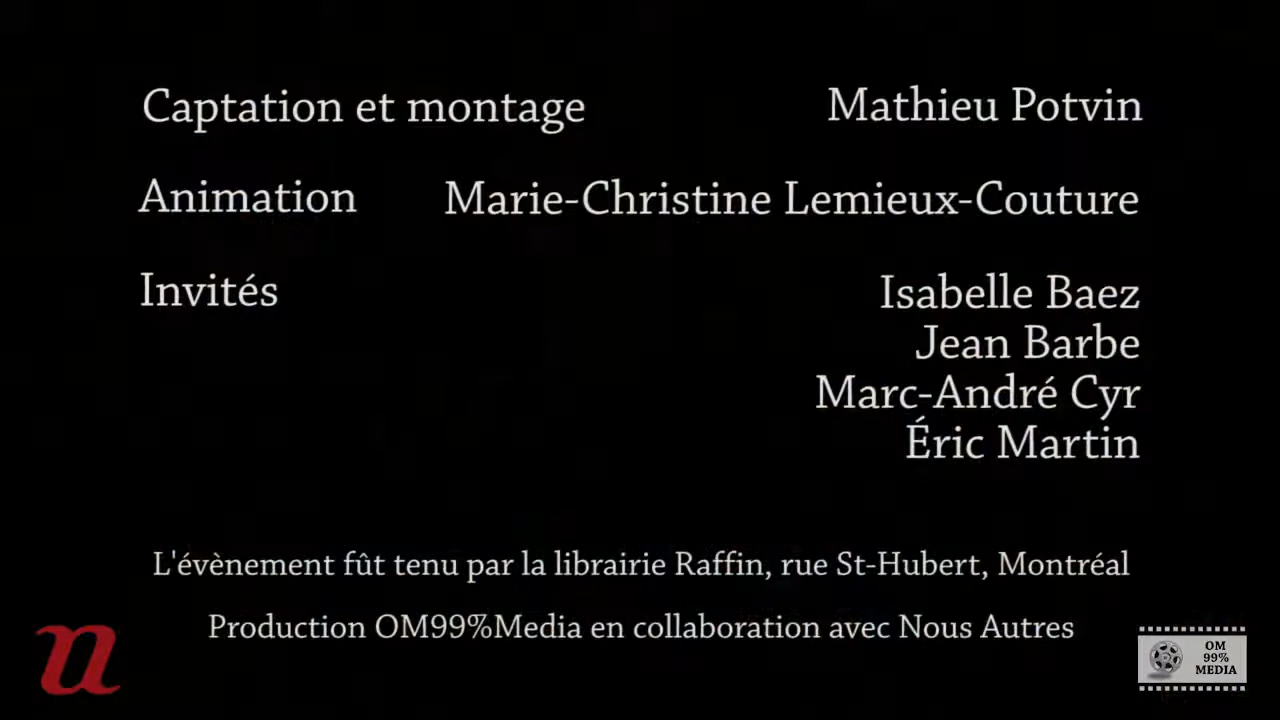 Captation et montage Mathieu Potvin
Animation Marie-Christine Lemieux-Couture
Invités Isabelle Baez
Jean Barbe
Marc-André Cyr
Éric Martin
L'évènement fût tenu par la librairie Raffin, rue St-Hubert, Montréal
Production OM99%Media en collaboration avec Nous Autres
n
OM
99%
MEDIA